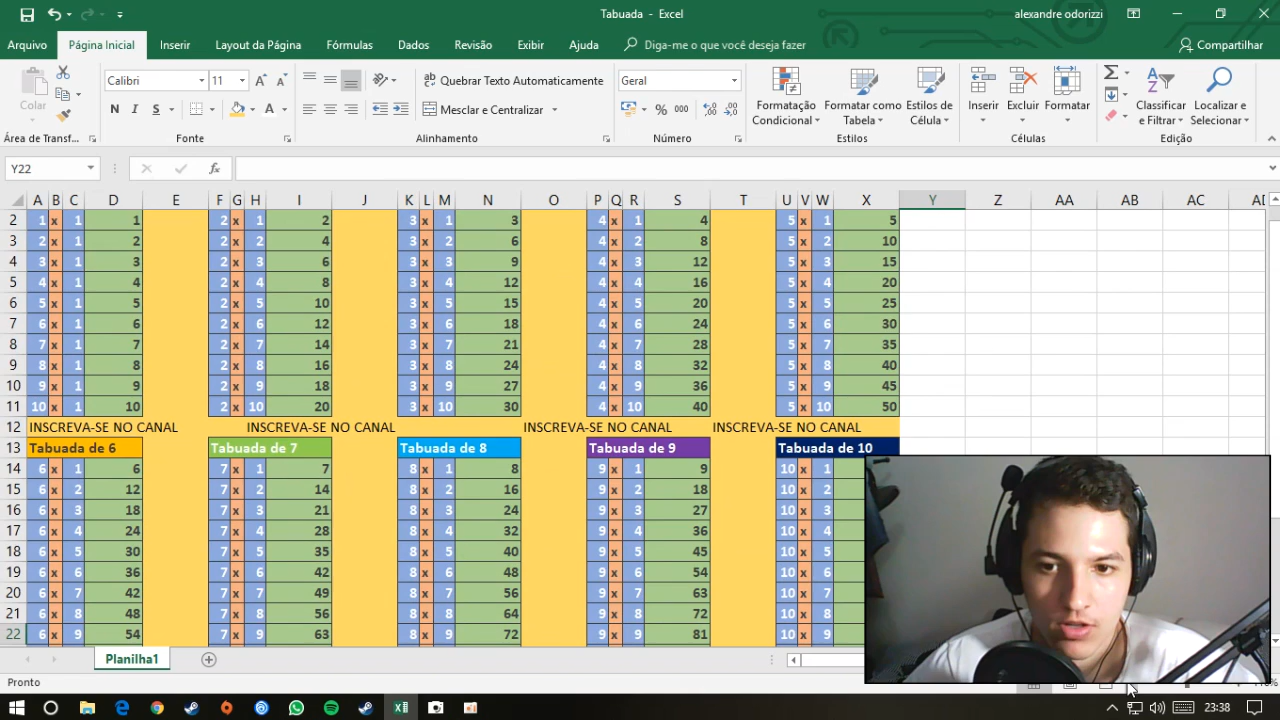 Tabuada - Excel
alexandre odorizzi
Arquivo Página Inicial Inserir Layout da Página Fórmulas Dados Revisão Exibir Ajuda Diga-me o que você deseja fazer Compartilhar
Colar
Calibri 11
N I S A
Quebrar Texto Automaticamente
Mesclar e Centralizar
Geral
% 000
Formatação Condicional
Formatar como Tabela
Estilos de Célula
Inserir Excluir Formatar
Classificar e Filtrar
Localizar e Selecionar
Área de Transf... Fonte Alinhamento Número Estilos Células Edição
Y22 fx
A B C D E F G H I J K L M N O P Q R S T U V W X Y Z AA AB AC AD
2 1 x 1 1 2 x 1 2 3 x 1 3 4 x 1 4 5 x 1 5
3 2 x 1 2 2 x 2 4 3 x 2 6 4 x 2 8 5 x 2 10
4 3 x 1 3 2 x 3 6 3 x 3 9 4 x 3 12 5 x 3 15
5 4 x 1 4 2 x 4 8 3 x 4 12 4 x 4 16 5 x 4 20
6 5 x 1 5 2 x 5 10 3 x 5 15 4 x 5 20 5 x 5 25
7 6 x 1 6 2 x 6 12 3 x 6 18 4 x 6 24 5 x 6 30
8 7 x 1 7 2 x 7 14 3 x 7 21 4 x 7 28 5 x 7 35
9 8 x 1 8 2 x 8 16 3 x 8 24 4 x 8 32 5 x 8 40
10 9 x 1 9 2 x 9 18 3 x 9 27 4 x 9 36 5 x 9 45
11 10 x 1 10 2 x 10 20 3 x 10 30 4 x 10 40 5 x 10 50
12 INSCREVA-SE NO CANAL INSCREVA-SE NO CANAL INSCREVA-SE NO CANAL INSCREVA-SE NO CANAL
13 Tabuada de 6 Tabuada de 7 Tabuada de 8 Tabuada de 9 Tabuada de 10
14 6 x 1 6 7 x 1 7 8 x 1 8 9 x 1 9 10 x 1
15 6 x 2 12 7 x 2 14 8 x 2 16 9 x 2 18 10 x 2
16 6 x 3 18 7 x 3 21 8 x 3 24 9 x 3 27 10 x 3
17 6 x 4 24 7 x 4 28 8 x 4 32 9 x 4 36 10 x 4
18 6 x 5 30 7 x 5 35 8 x 5 40 9 x 5 45 10 x 5
19 6 x 6 36 7 x 6 42 8 x 6 48 9 x 6 54 10 x 6
20 6 x 7 42 7 x 7 49 8 x 7 56 9 x 7 63 10 x 7
21 6 x 8 48 7 x 8 56 8 x 8 64 9 x 8 72 10 x 8
22 6 x 9 54 7 x 9 63 8 x 9 72 9 x 9 81 10 x 9
Planilha1
Pronto
23:38